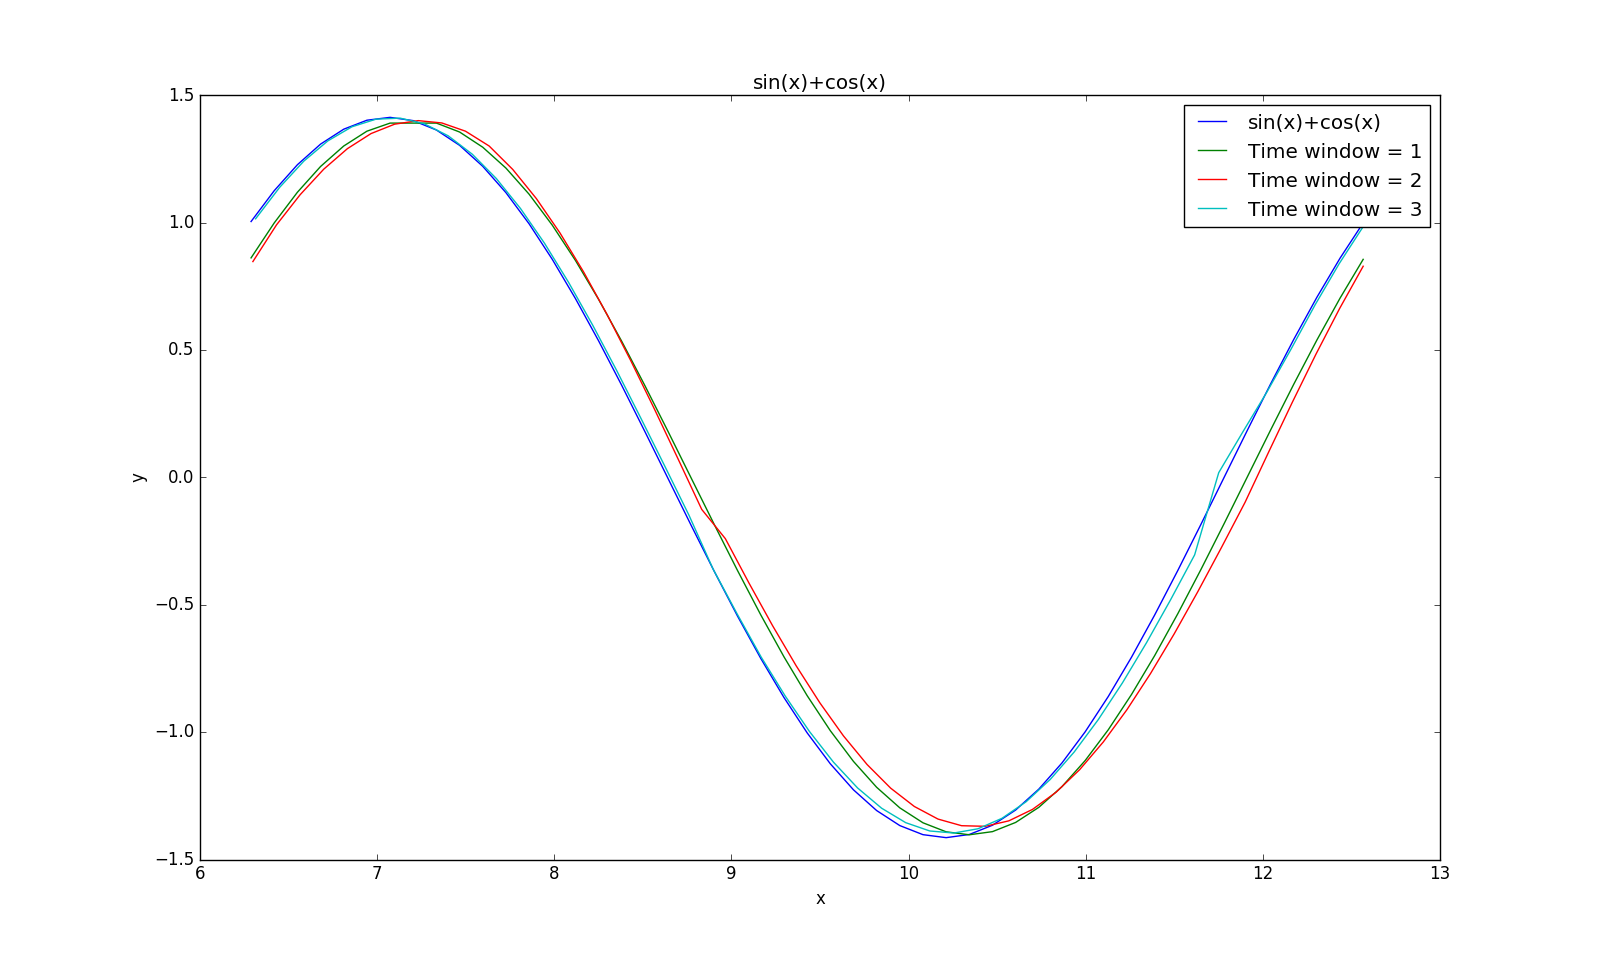 sin(x)+cos(x)
1.5
1.0
0.5
0.0
−0.5
−1.0
−1.5
y
sin(x)+cos(x)
Time window = 1
Time window = 2
Time window = 3
6 7 8 9 10 11 12 13
x